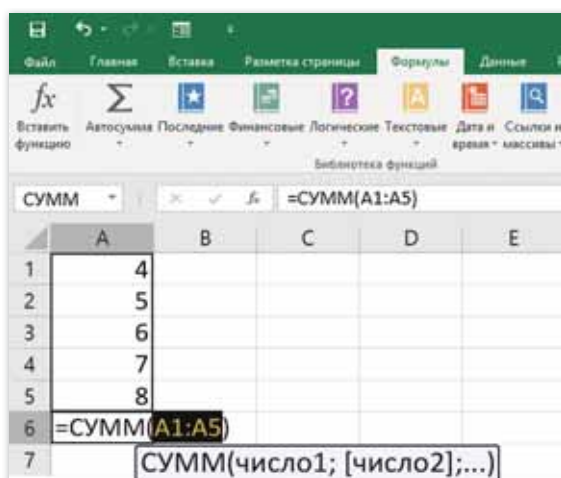 Файл Главная Вставка Разметка страницы Формулы Данные
fx Σ ? A
Вставить Автосумма Последние Финансовые Логические Текстовые Дата и Ссылки и
функцию время массивы
Библиотека функций
СУММ fx =СУММ(A1:A5)
A B C D E
1 4
2 5
3 6
4 7
5 8
6 =СУММ(A1:A5)
7 СУММ(число1; [число2];...)